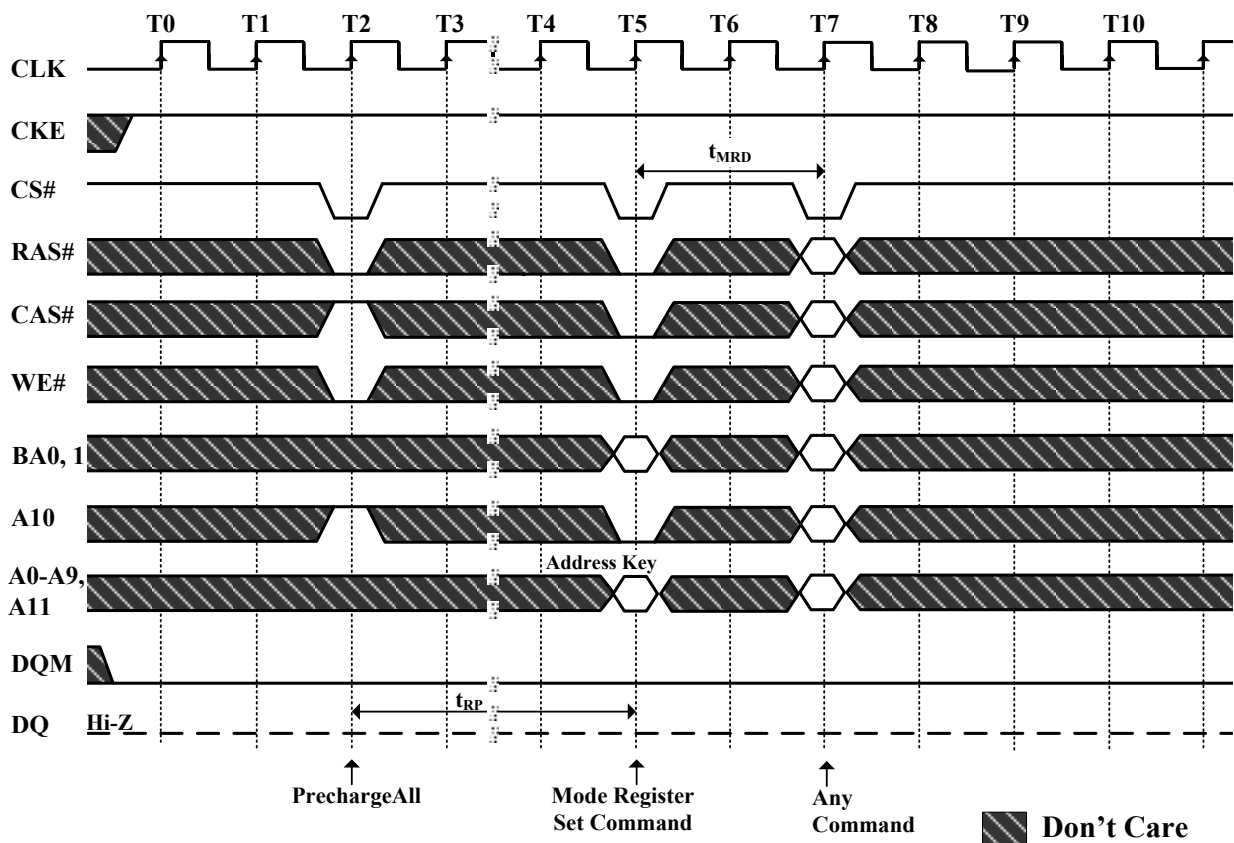 T0 T1 T2 T3 T4 T5 T6 T7 T8 T9 T10
CLK
CKE
tMRD
CS#
RAS#
CAS#
WE#
BA0, 1
A10
Address Key
A0-A9,
A11
DQM
tRP
DQ Hi-Z
PrechargeAll
Mode Register
Set Command
Any
Command
Don't Care